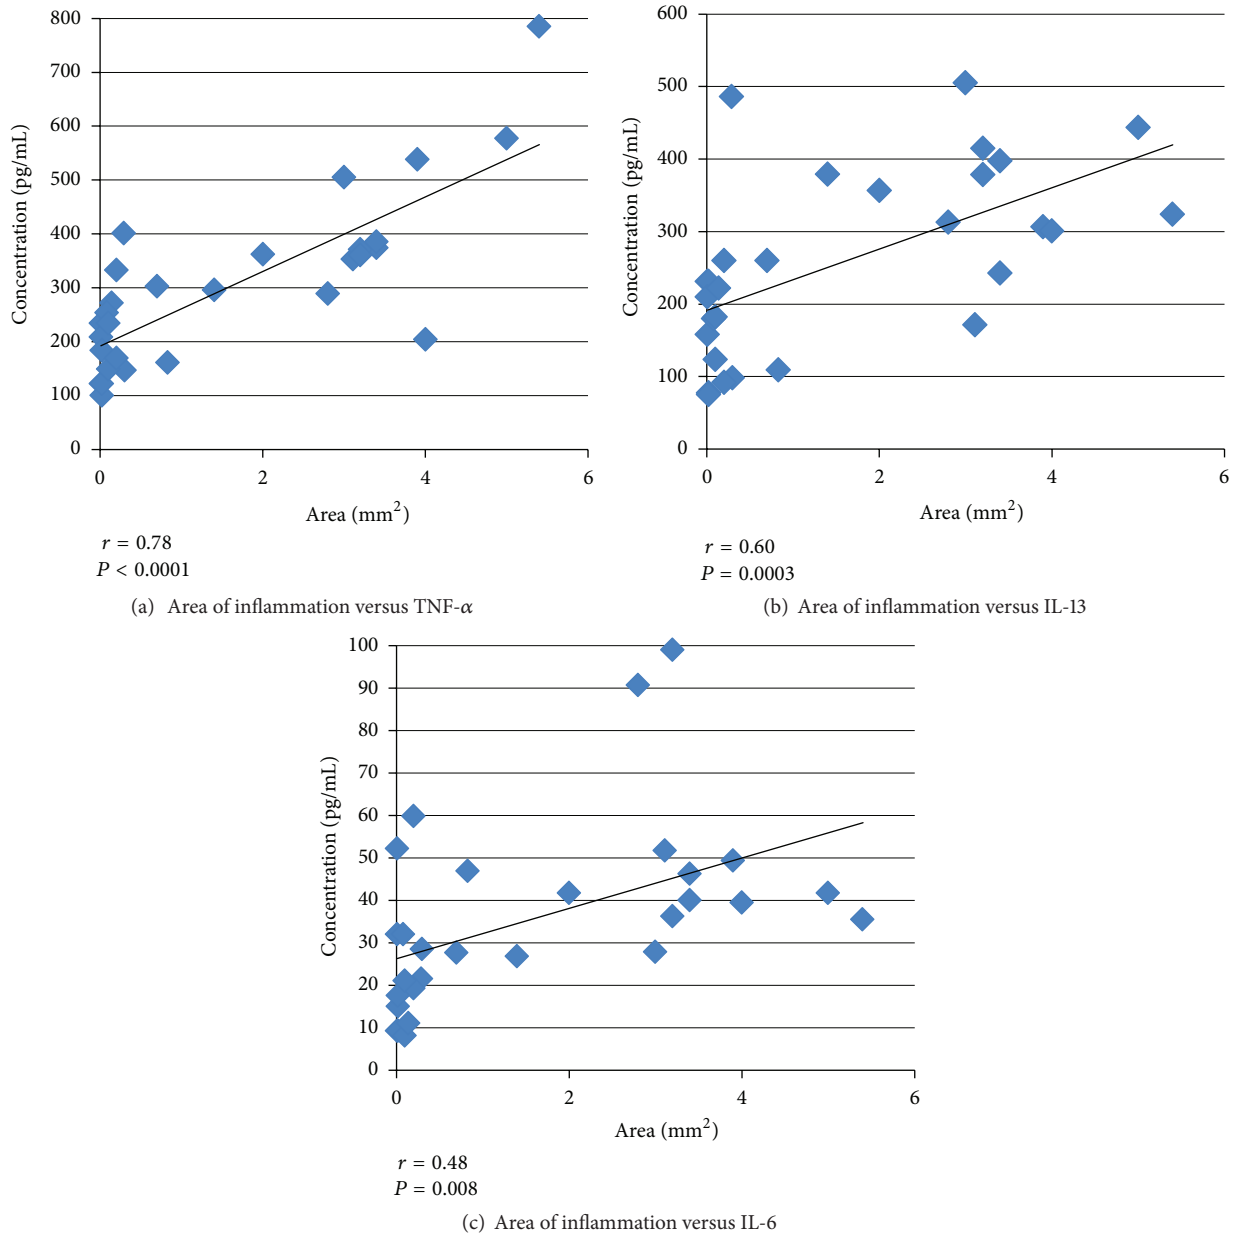 800
700
600
500
400
300
200
100
0
Concentration (pg/mL)
0 2 4 6
Area (mm²)
r = 0.78
P < 0.0001
(a) Area of inflammation versus TNF-α
600
500
400
300
200
100
0
Concentration (pg/mL)
0 2 4 6
Area (mm²)
r = 0.60
P = 0.0003
(b) Area of inflammation versus IL-13
100
90
80
70
60
50
40
30
20
10
0
Concentration (pg/mL)
0 2 4 6
Area (mm²)
r = 0.48
P = 0.008
(c) Area of inflammation versus IL-6